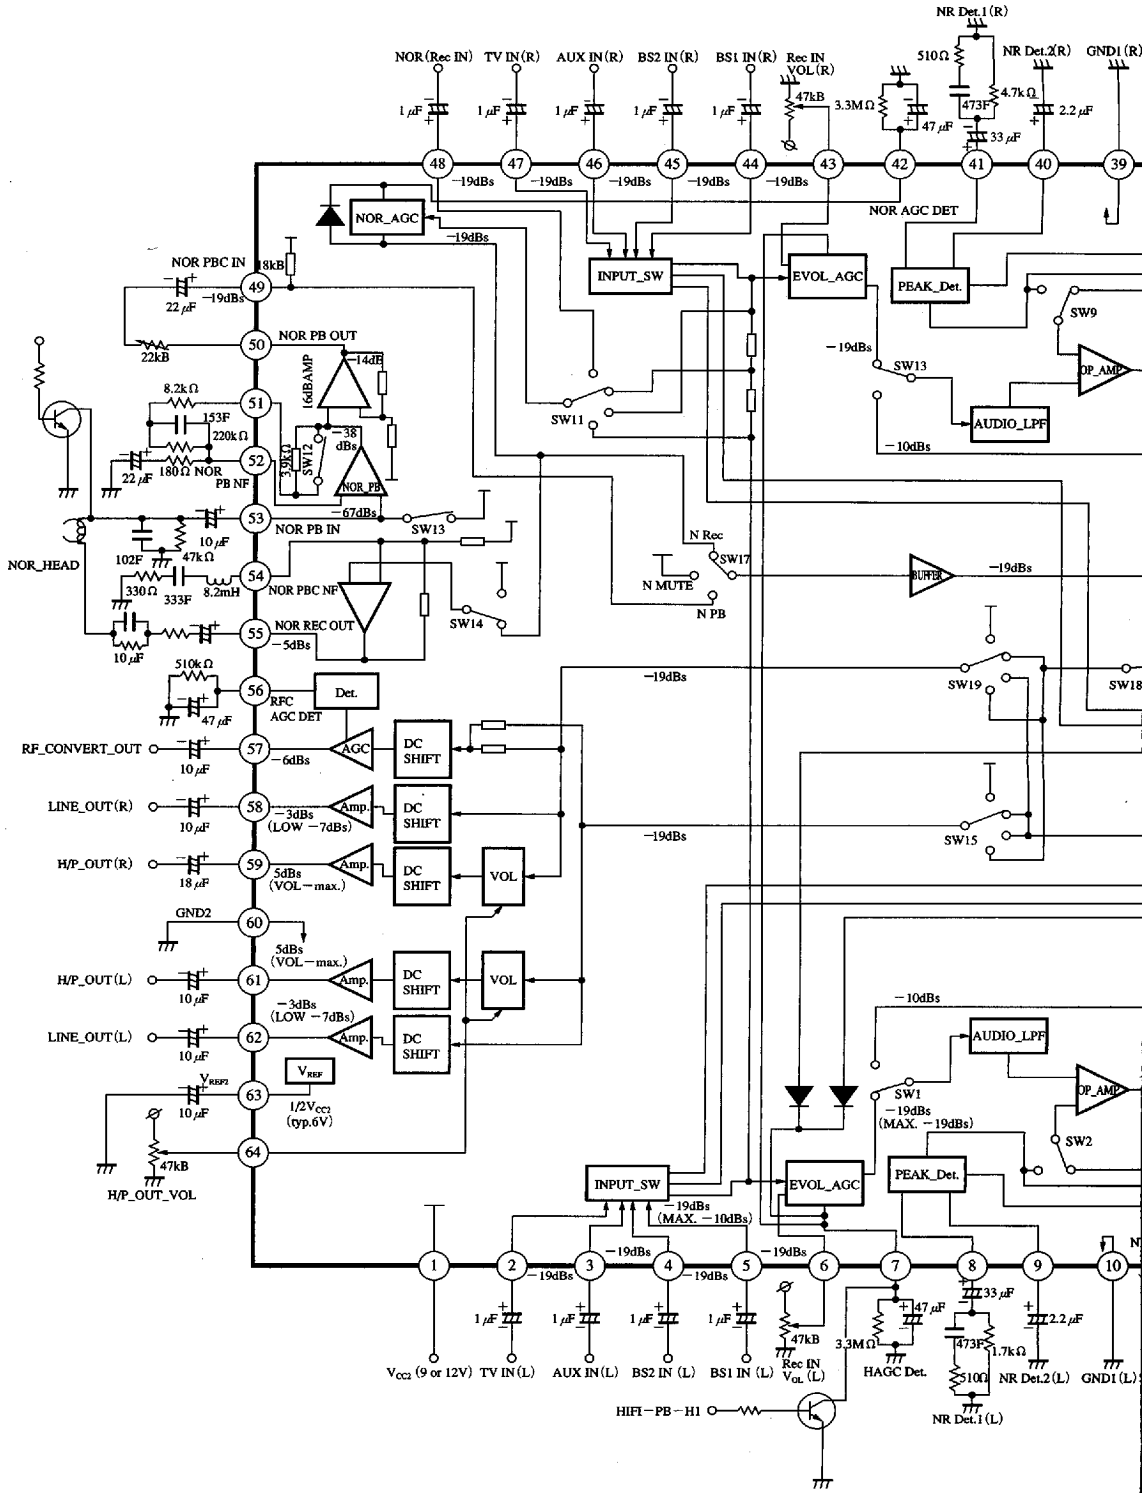 NR Det.1(R)
NOR(Rec IN) TV IN(R) AUX IN(R) BS2 IN(R) BS1 IN(R) Rec IN VOL(R) 510Ω NR Det.2(R) GND1(R)
1μF 1μF 1μF 1μF 1μF 47kB 3.3MΩ 47μF 473F 4.7kΩ 33μF 2.2μF
48 47 46 45 44 43 42 41 40 39
−19dBs −19dBs −19dBs −19dBs −19dBs
NOR AGC DET
NOR_AGC
−19dBs
NOR PBC IN
18kB
INPUT_SW EVOL_AGC PEAK_Det.
−19dBs 49
22μF
SW9
NOR PB OUT
50
22kB
−14dB
16dBAMP
−19dBs SW13
OP_AMP
8.2kΩ
51
153F
220kΩ
SW11
AUDIO_LPF
3.9kΩ SW12 −38 dBs
−10dBs
22μF 180Ω NOR PB NF 52
NOR_PB
−67dBs
53
NOR PB IN
SW13
10μF
102F 47kΩ
NOR_HEAD
N Rec
SW17
N MUTE
N PB
BUFFER −19dBs
54
330Ω 333F 8.2mH
NOR PBC NF
SW14
NOR REC OUT
55
−5dBs
10μF
510kΩ
56
RFC AGC DET
47μF
Det.
−19dBs
SW19 SW18
RF_CONVERT_OUT
10μF
57
−6dBs
AGC
DC SHIFT
LINE_OUT(R)
10μF
58
−3dBs
(LOW −7dBs)
Amp.
DC SHIFT
−19dBs
SW15
H/P_OUT(R)
18μF
59
5dBs
(VOL−max.)
Amp.
DC SHIFT
VOL
GND2
60
5dBs
(VOL−max.)
H/P_OUT(L)
10μF
61
Amp.
DC SHIFT
VOL
−3dBs
(LOW −7dBs)
LINE_OUT(L)
10μF
62
Amp.
DC SHIFT
−10dBs
AUDIO_LPF
VREF2
10μF
63
VREF
1/2VCC2
(typ.6V)
SW1
−19dBs
(MAX. −19dBs)
OP_AMP
SW2
64
47kB
H/P_OUT_VOL
INPUT_SW EVOL_AGC PEAK_Det.
−19dBs
(MAX. −10dBs)
−19dBs −19dBs
1 2 3 4 5 6 7 8 9 10
−19dBs −19dBs
1μF 1μF 1μF 1μF 47kB 3.3MΩ 47μF 33μF 473F 1.7kΩ 510Ω 2.2μF
VCC2 (9 or 12V) TV IN(L) AUX IN(L) BS2 IN (L) BS1 IN (L) Rec IN VOL (L) HAGC Det. NR Det.2(L) GND1(L)
NR Det.1(L)
HIFI−PB−H1